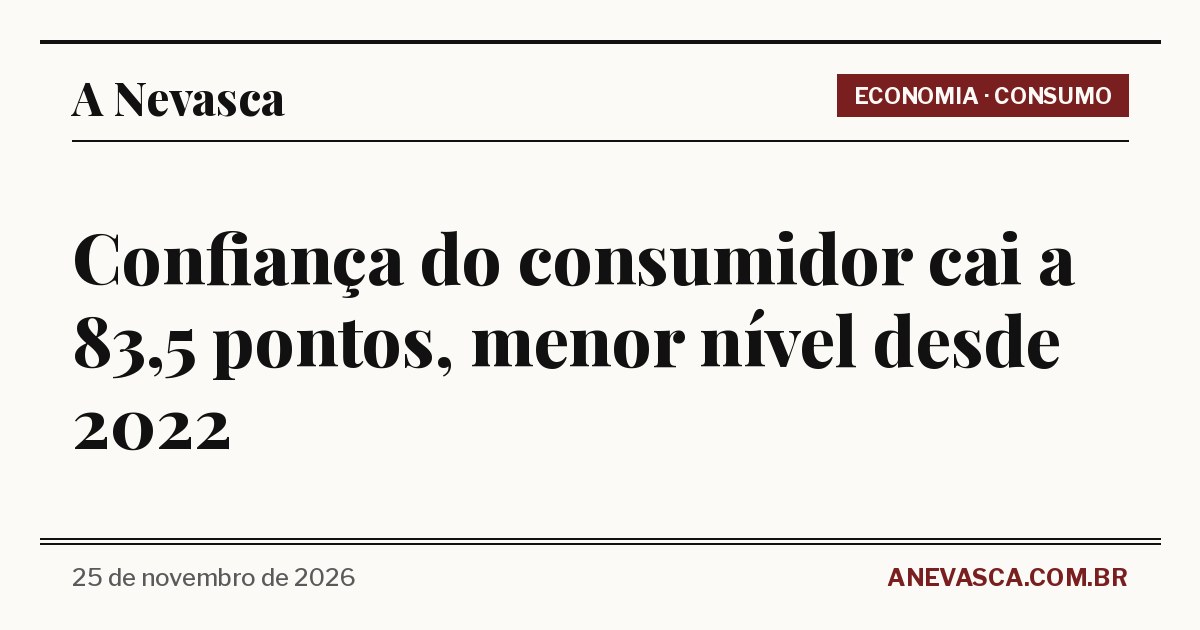 A Nevasca
ECONOMIA · CONSUMO
Confiança do consumidor cai a
83,5 pontos, menor nível desde
2022
25 de novembro de 2026
ANEVASCA.COM.BR